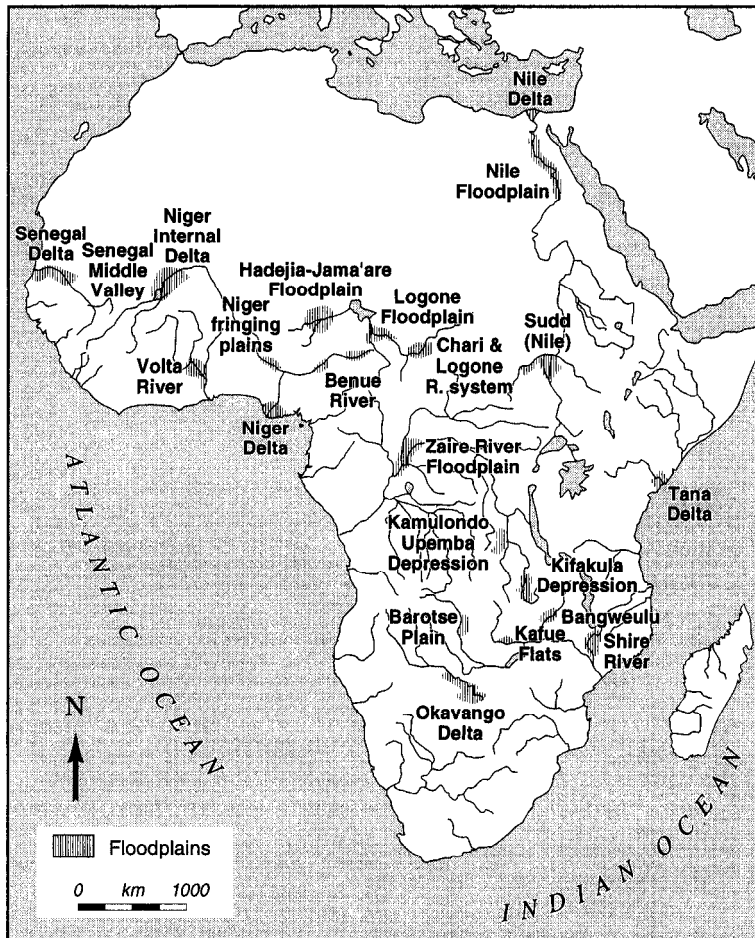 Nile
Delta
Nile
Floodplain
Senegal
Delta
Senegal
Middle
Valley
Niger
Internal
Delta
Hadejia-Jama'are
Floodplain
Niger
fringing
plains
Logone
Floodplain
Sudd
(Nile)
Chari &
Logone
R. system
Volta
River
Benue
River
Niger
Delta
Zaire River
Floodplain
Tana
Delta
Kamulondo
Upemba
Depression
Kifakula
Depression
Barotse
Plain
Bangweulu
Kafue
Flats
Shire
River
Okavango
Delta
ATLANTIC OCEAN
INDIAN OCEAN
N
Floodplains
0 km 1000